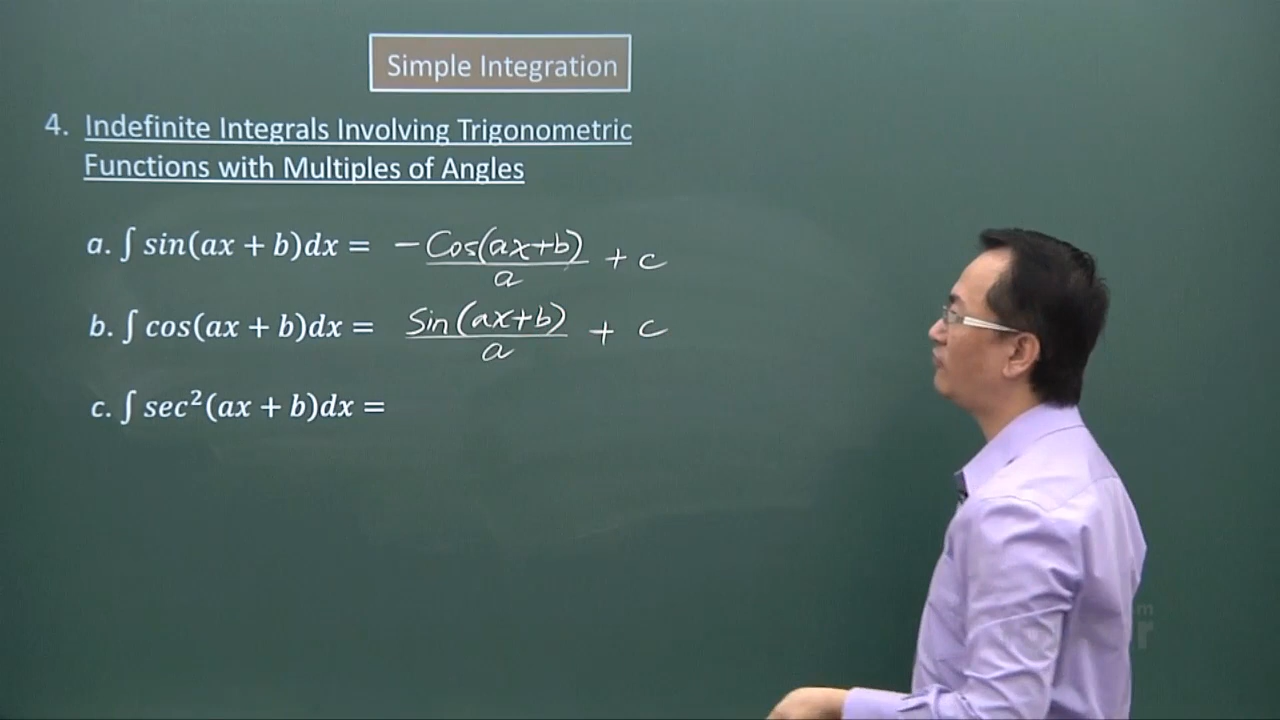 Simple Integration
4. Indefinite Integrals Involving Trigonometric
Functions with Multiples of Angles
a. ∫ sin(ax + b)dx = −Cos(ax+b)/a + c
b. ∫ cos(ax + b)dx = Sin(ax+b)/a + c
c. ∫ sec²(ax + b)dx =